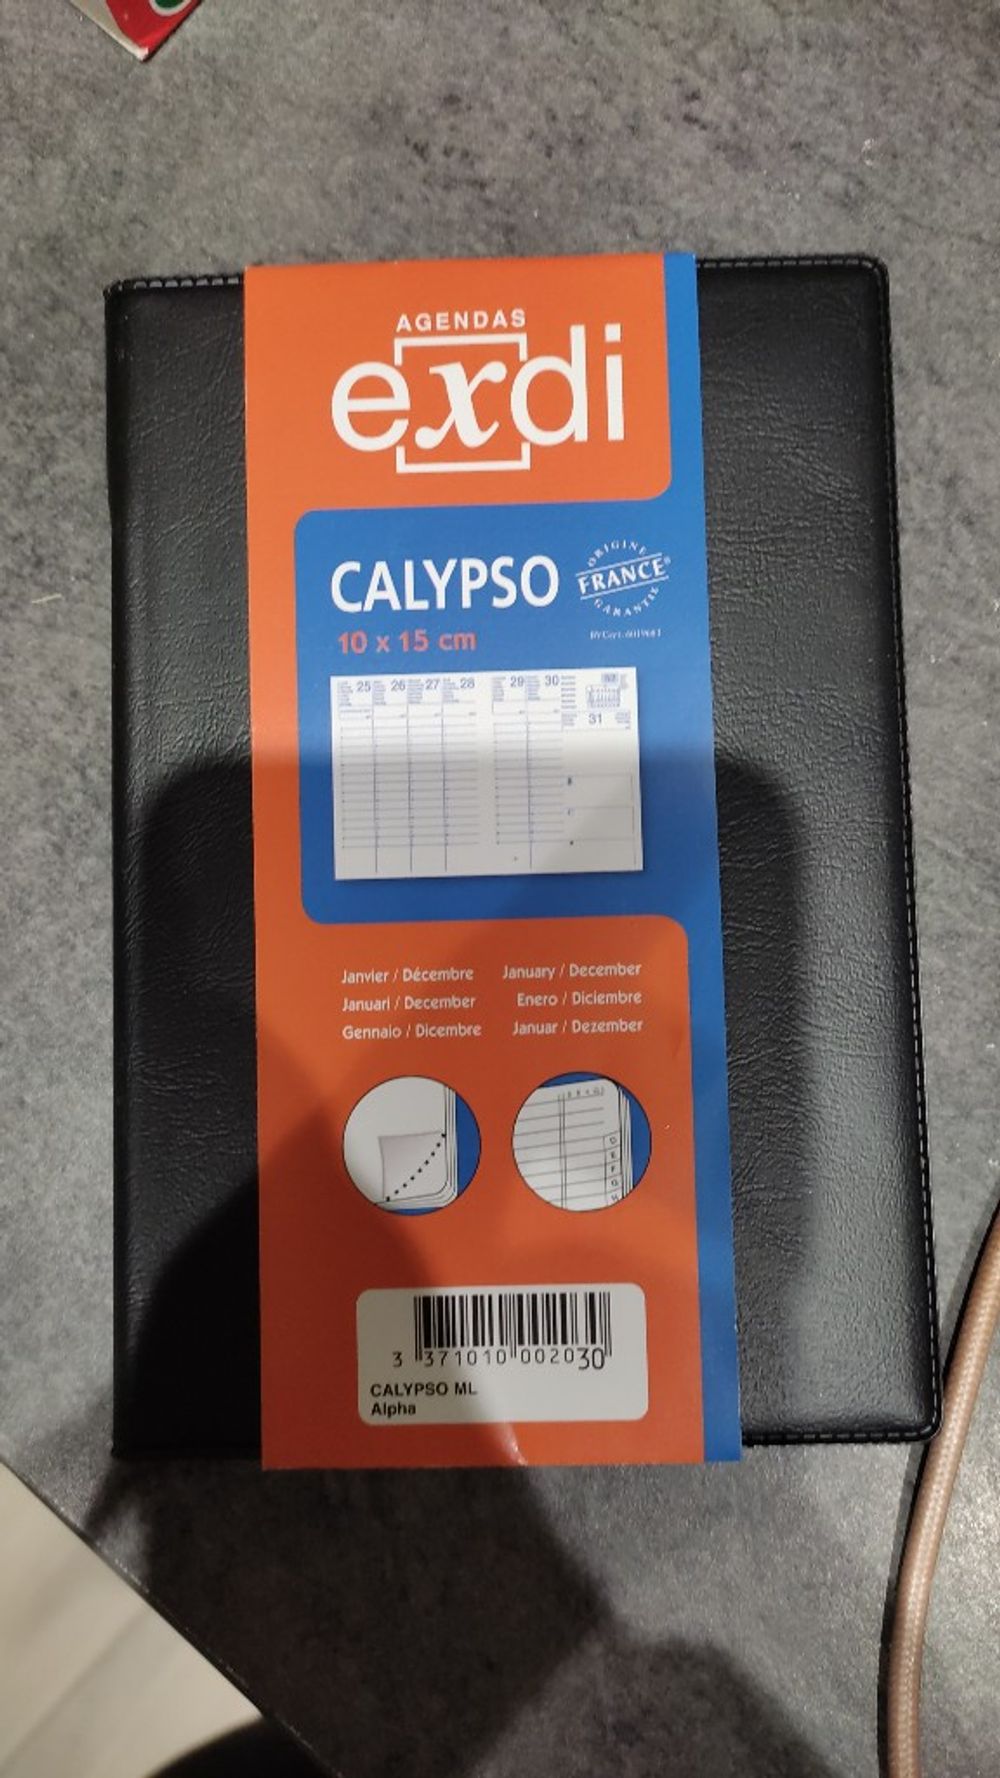 AGENDAS
exdi
CALYPSO
ORIGINE
FRANCE®
GARANTIE
10 x 15 cm
25 26 27 28 29 30
31
Janvier / Décembre January / December
Januari / December Enero / Diciembre
Gennaio / Dicembre Januar / Dezember
D
E
F
G
H
3 371010 002030
CALYPSO ML
Alpha